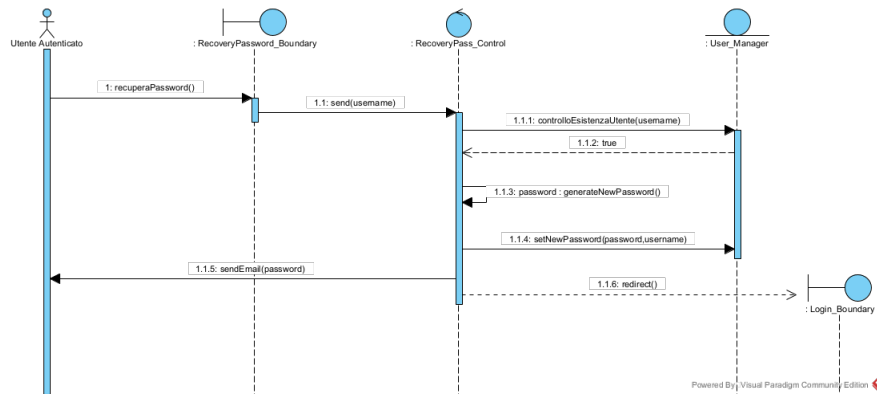 Utente Autenticato
: RecoveryPassword_Boundary
: RecoveryPass_Control
: User_Manager
1: recuperaPassword()
1.1: send(username)
1.1.1: controlloEsistenzaUtente(username)
1.1.2: true
1.1.3: password : generateNewPassword()
1.1.4: setNewPassword(password,username)
1.1.5: sendEmail(password)
1.1.6: redirect()
: Login_Boundary
Powered By: Visual Paradigm Community Edition